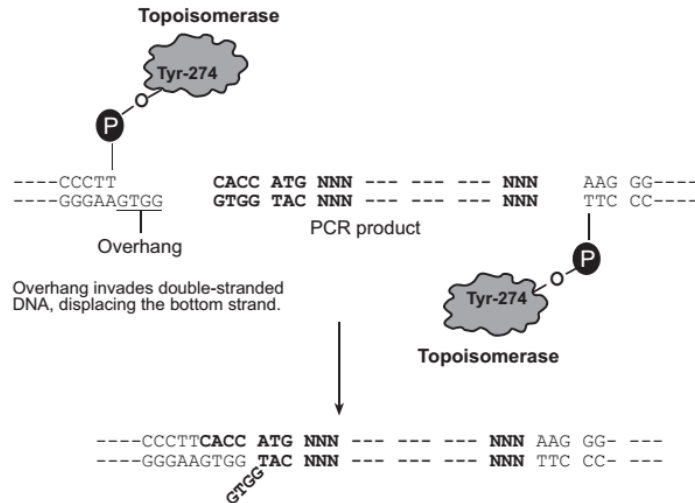 Topoisomerase
Tyr-274
O
P
----CCCTT CACC ATG NNN --- --- --- NNN AAG GG----
----GGGAAGTGG GTGG TAC NNN --- --- --- NNN TTC CC----
Overhang
PCR product
P
O
Tyr-274
Topoisomerase
Overhang invades double-stranded
DNA, displacing the bottom strand.
----CCCTTCACC ATG NNN --- --- --- NNN AAG GG- ---
----GGGAAGTGG TAC NNN --- --- --- NNN TTC CC- ---
GTGG